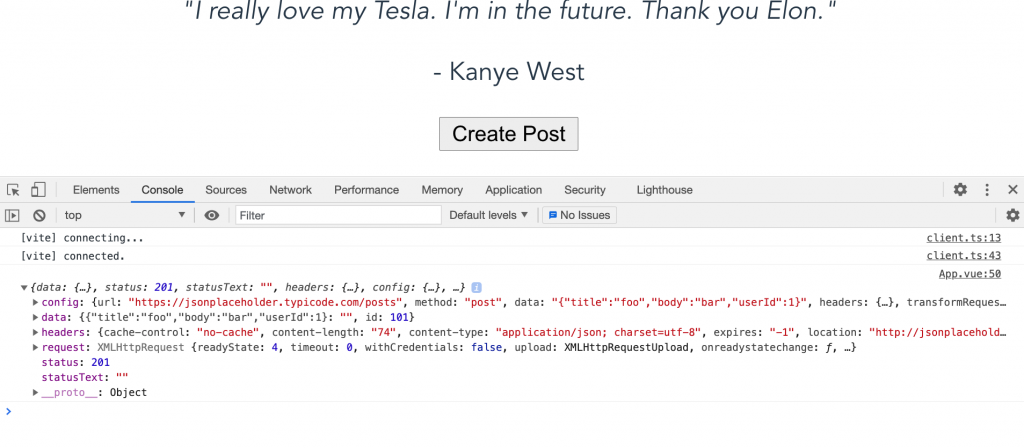 "I really love my Tesla. I'm in the future. Thank you Elon."
- Kanye West
Create Post
Elements Console Sources Network Performance Memory Application Security Lighthouse
top Filter Default levels No Issues
[vite] connecting... client.ts:13
[vite] connected. client.ts:43
App.vue:50
{data: {…}, status: 201, statusText: "", headers: {…}, config: {…}, …}
config: {url: "https://jsonplaceholder.typicode.com/posts", method: "post", data: "{"title":"foo","body":"bar","userId":1}", headers: {…}, transformReques…
data: {{"title":"foo","body":"bar","userId":1}: "", id: 101}
headers: {cache-control: "no-cache", content-length: "74", content-type: "application/json; charset=utf-8", expires: "-1", location: "http://jsonplacehold…
request: XMLHttpRequest {readyState: 4, timeout: 0, withCredentials: false, upload: XMLHttpRequestUpload, onreadystatechange: ƒ, …}
status: 201
statusText: ""
__proto__: Object